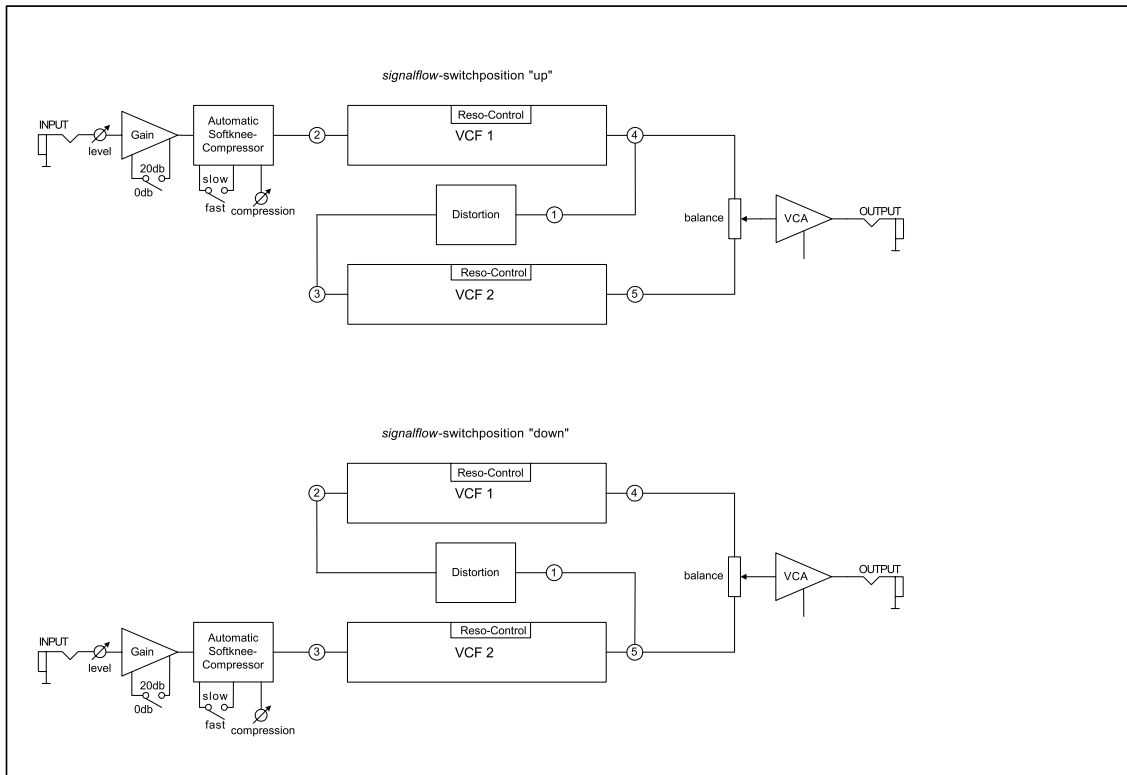 signalflow-switchposition "up"
INPUT
level
Gain
20db
0db
Automatic
Softknee-
Compressor
slow
fast
compression
2
Reso-Control
VCF 1
4
Distortion
1
3
Reso-Control
VCF 2
5
balance
VCA
OUTPUT
signalflow-switchposition "down"
2
Reso-Control
VCF 1
4
Distortion
1
INPUT
level
Gain
20db
0db
Automatic
Softknee-
Compressor
slow
fast
compression
3
Reso-Control
VCF 2
5
balance
VCA
OUTPUT